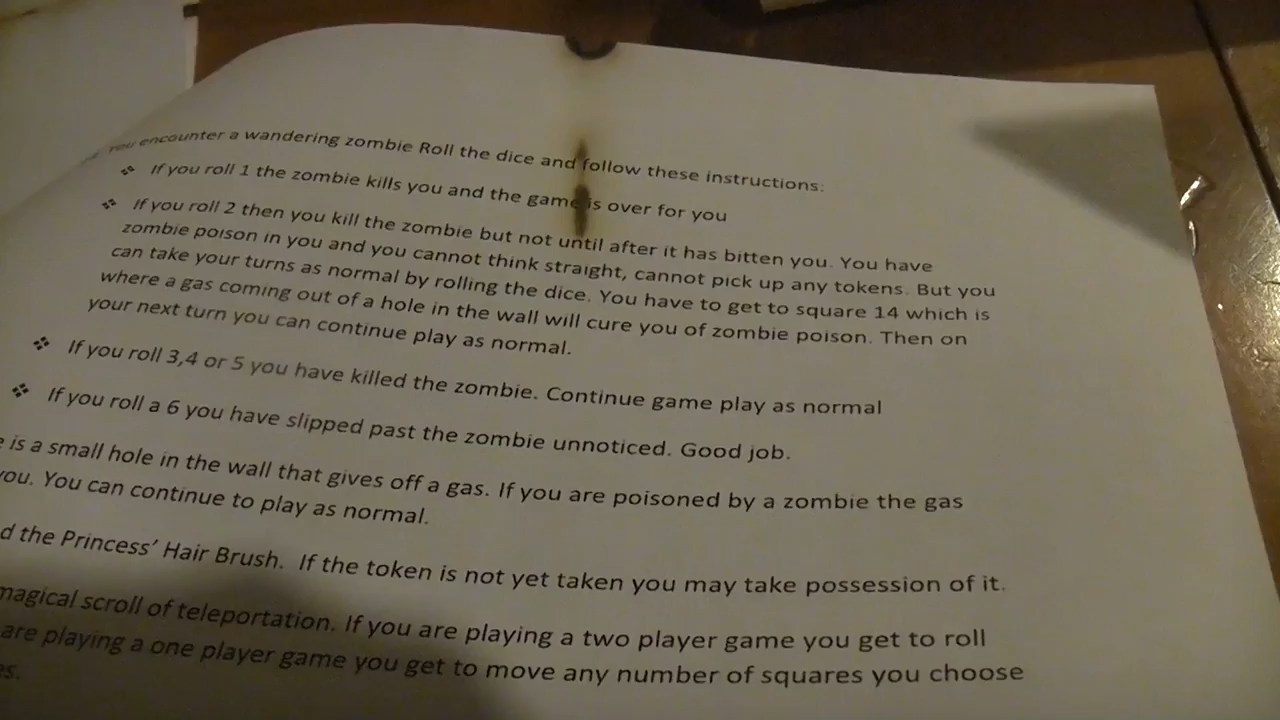 you encounter a wandering zombie Roll the dice and follow these instructions:
❖ If you roll 1 the zombie kills you and the game is over for you
❖ If you roll 2 then you kill the zombie but not until after it has bitten you. You have
zombie poison in you and you cannot think straight, cannot pick up any tokens. But you
can take your turns as normal by rolling the dice. You have to get to square 14 which is
where a gas coming out of a hole in the wall will cure you of zombie poison. Then on
your next turn you can continue play as normal.
❖ If you roll 3,4 or 5 you have killed the zombie. Continue game play as normal
❖ If you roll a 6 you have slipped past the zombie unnoticed. Good job.
is a small hole in the wall that gives off a gas. If you are poisoned by a zombie the gas
you. You can continue to play as normal.
the Princess’ Hair Brush. If the token is not yet taken you may take possession of it.
magical scroll of teleportation. If you are playing a two player game you get to roll
are playing a one player game you get to move any number of squares you choose